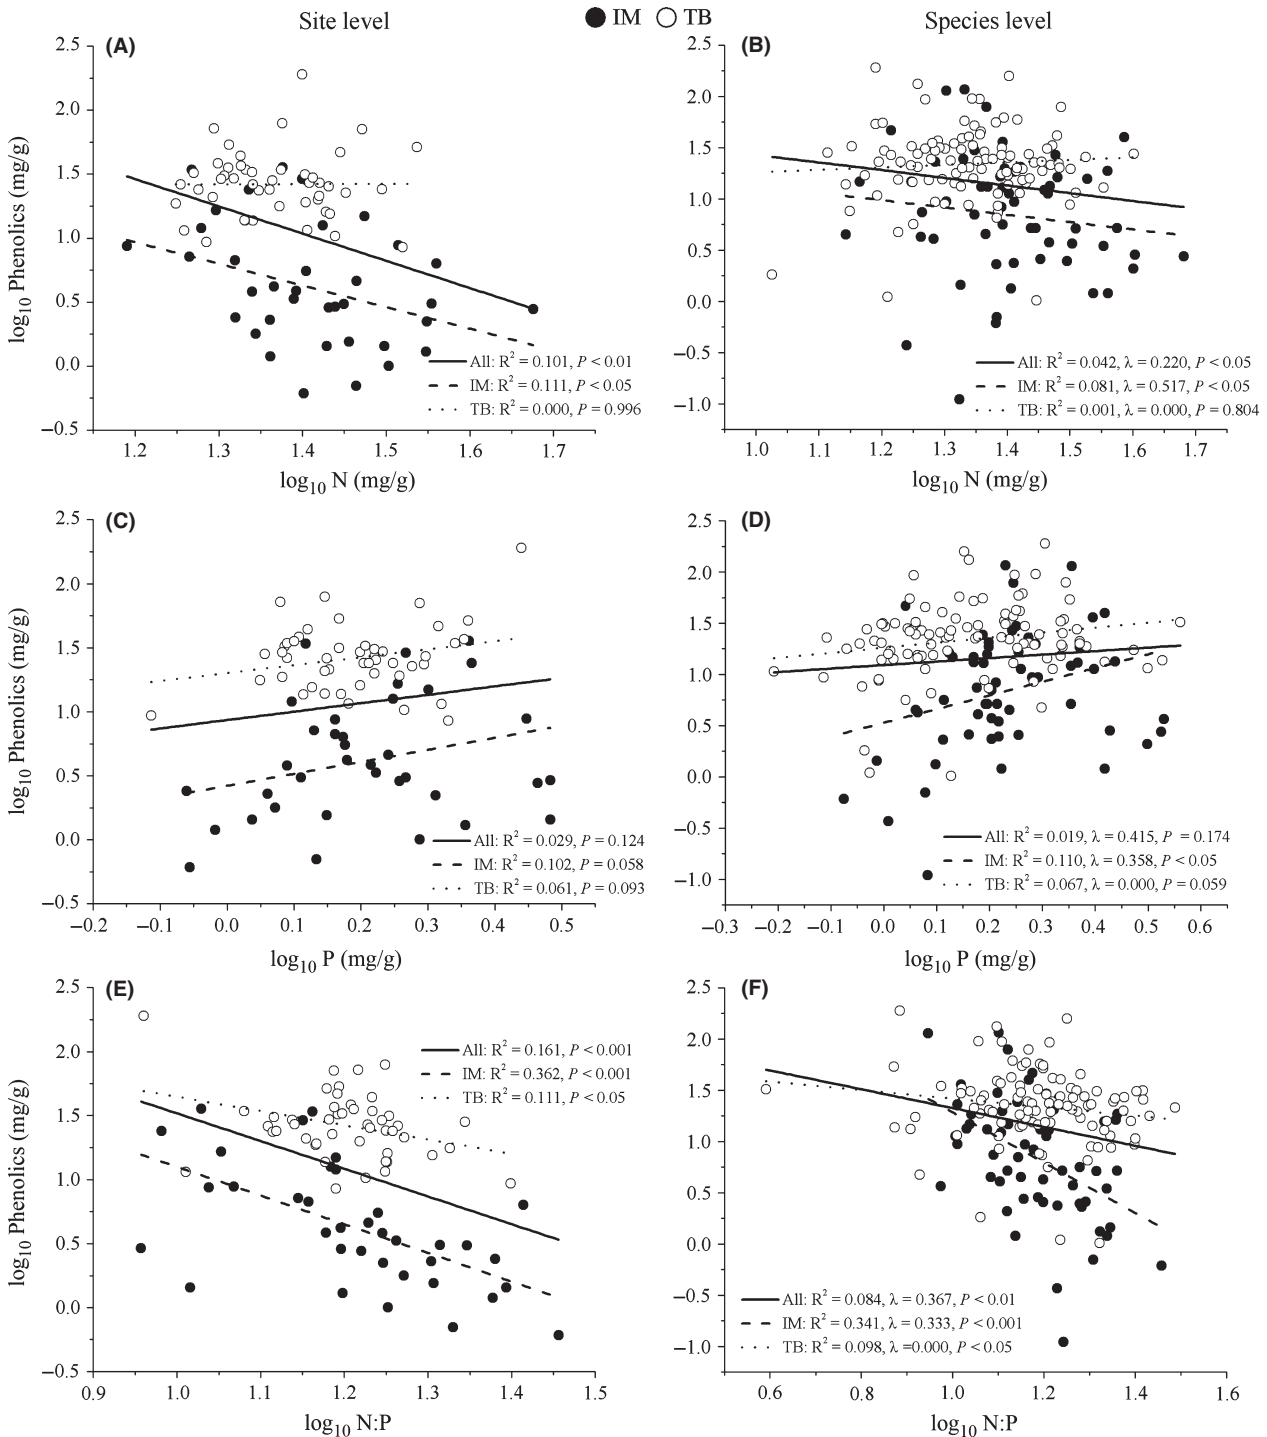 Site level
IM TB
Species level
(A)
2.5
2.0
1.5
1.0
0.5
0.0
−0.5
log10 Phenolics (mg/g)
All: R2 = 0.101, P < 0.01
IM: R2 = 0.111, P < 0.05
TB: R2 = 0.000, P = 0.996
1.2 1.3 1.4 1.5 1.6 1.7
log10 N (mg/g)
(B)
2.5
2.0
1.5
1.0
0.5
0.0
−0.5
−1.0
All: R2 = 0.042, λ = 0.220, P < 0.05
IM: R2 = 0.081, λ = 0.517, P < 0.05
TB: R2 = 0.001, λ = 0.000, P = 0.804
1.0 1.1 1.2 1.3 1.4 1.5 1.6 1.7
log10 N (mg/g)
(C)
2.5
2.0
1.5
1.0
0.5
0.0
−0.5
log10 Phenolics (mg/g)
All: R2 = 0.029, P = 0.124
IM: R2 = 0.102, P = 0.058
TB: R2 = 0.061, P = 0.093
−0.2 −0.1 0.0 0.1 0.2 0.3 0.4 0.5
log10 P (mg/g)
(D)
2.5
2.0
1.5
1.0
0.5
0.0
−0.5
−1.0
All: R2 = 0.019, λ = 0.415, P = 0.174
IM: R2 = 0.110, λ = 0.358, P < 0.05
TB: R2 = 0.067, λ = 0.000, P = 0.059
−0.3 −0.2 −0.1 0.0 0.1 0.2 0.3 0.4 0.5 0.6
log10 P (mg/g)
(E)
2.5
2.0
1.5
1.0
0.5
0.0
−0.5
log10 Phenolics (mg/g)
All: R2 = 0.161, P < 0.001
IM: R2 = 0.362, P < 0.001
TB: R2 = 0.111, P < 0.05
0.9 1.0 1.1 1.2 1.3 1.4 1.5
log10 N:P
(F)
2.5
2.0
1.5
1.0
0.5
0.0
−0.5
−1.0
All: R2 = 0.084, λ = 0.367, P < 0.01
IM: R2 = 0.341, λ = 0.333, P < 0.001
TB: R2 = 0.098, λ =0.000, P < 0.05
0.6 0.8 1.0 1.2 1.4 1.6
log10 N:P